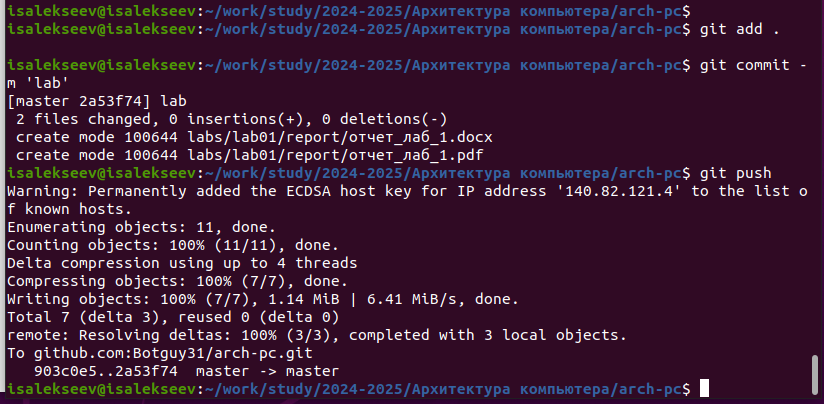 isalekseev@isalekseev:~/work/study/2024-2025/Архитектура компьютера/arch-pc$
isalekseev@isalekseev:~/work/study/2024-2025/Архитектура компьютера/arch-pc$ git add .
isalekseev@isalekseev:~/work/study/2024-2025/Архитектура компьютера/arch-pc$ git commit -
m 'lab'
[master 2a53f74] lab
 2 files changed, 0 insertions(+), 0 deletions(-)
 create mode 100644 labs/lab01/report/отчет_лаб_1.docx
 create mode 100644 labs/lab01/report/отчет_лаб_1.pdf
isalekseev@isalekseev:~/work/study/2024-2025/Архитектура компьютера/arch-pc$ git push
Warning: Permanently added the ECDSA host key for IP address '140.82.121.4' to the list o
f known hosts.
Enumerating objects: 11, done.
Counting objects: 100% (11/11), done.
Delta compression using up to 4 threads
Compressing objects: 100% (7/7), done.
Writing objects: 100% (7/7), 1.14 MiB | 6.41 MiB/s, done.
Total 7 (delta 3), reused 0 (delta 0)
remote: Resolving deltas: 100% (3/3), completed with 3 local objects.
To github.com:Botguy31/arch-pc.git
   903c0e5..2a53f74  master -> master
isalekseev@isalekseev:~/work/study/2024-2025/Архитектура компьютера/arch-pc$